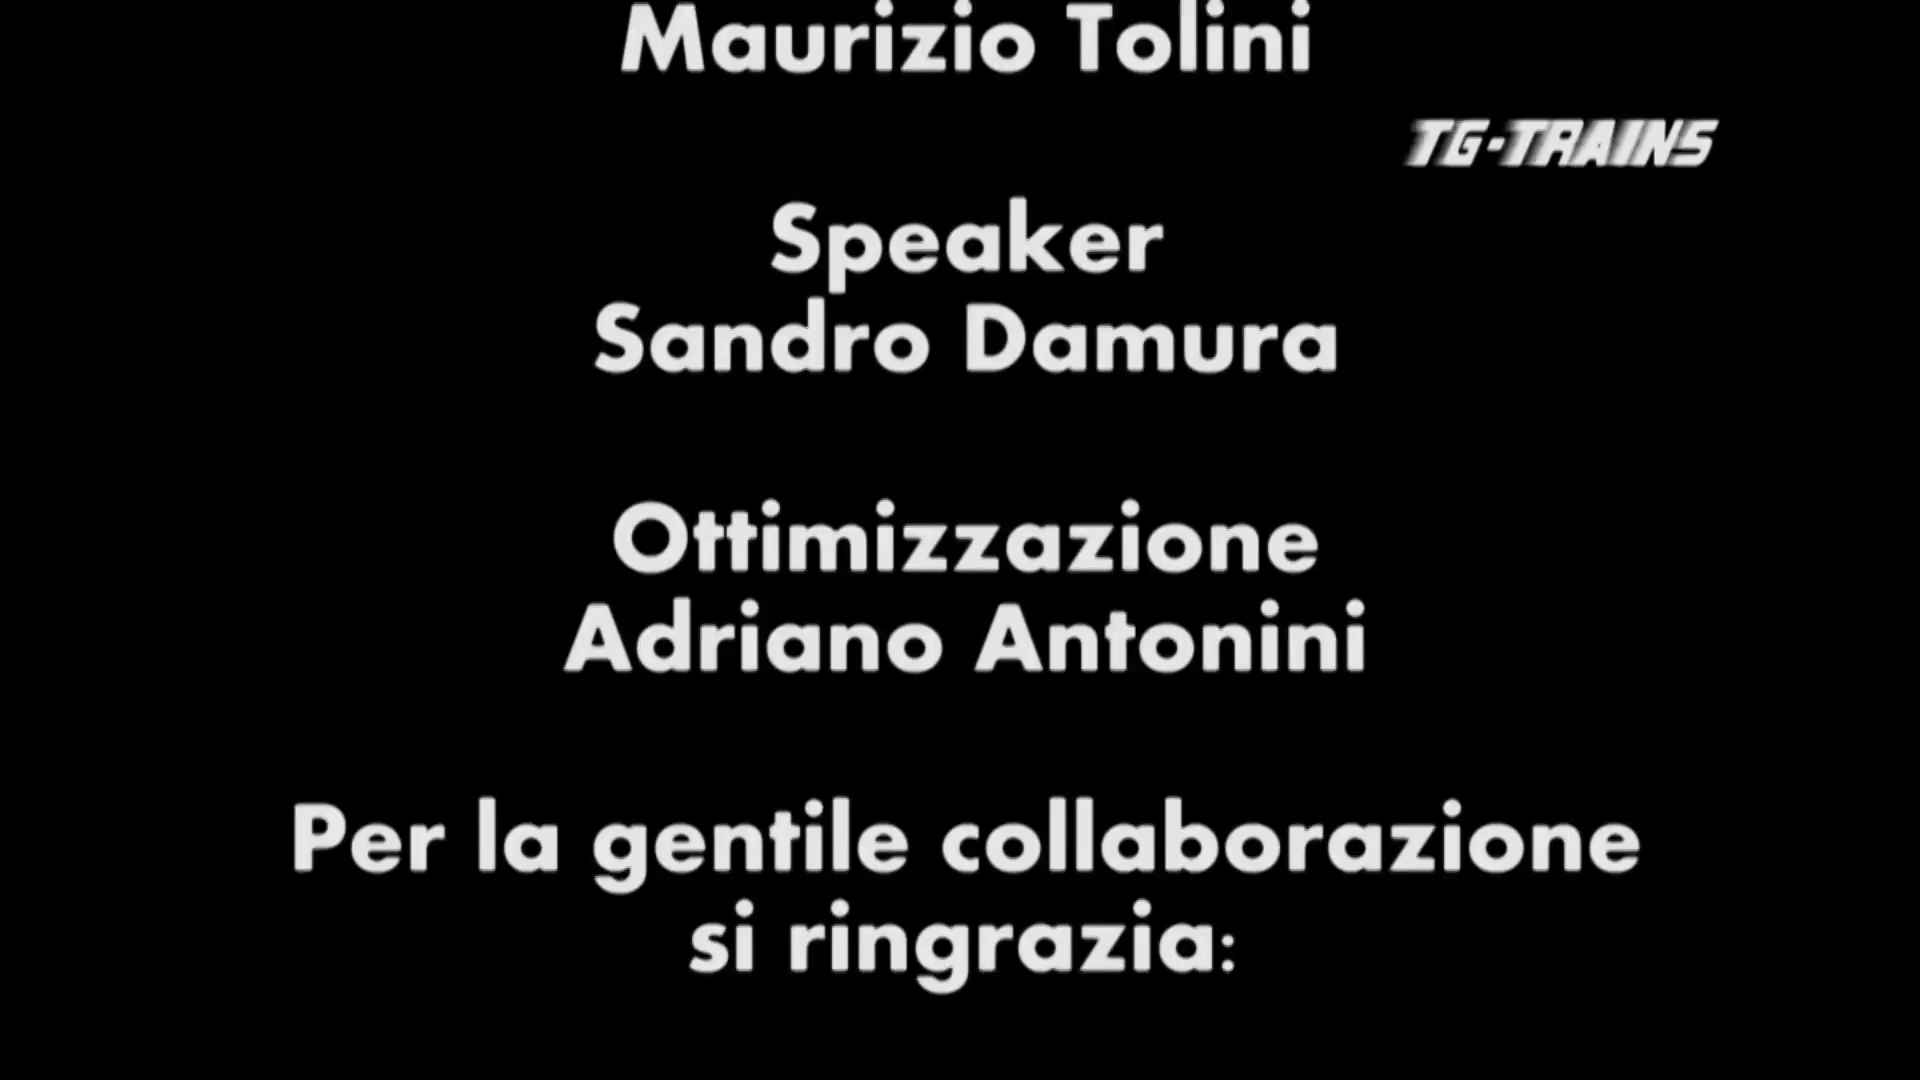 Maurizio Tolini
TG-TRAINS
Speaker
Sandro Damura
Ottimizzazione
Adriano Antonini
Per la gentile collaborazione
si ringrazia: